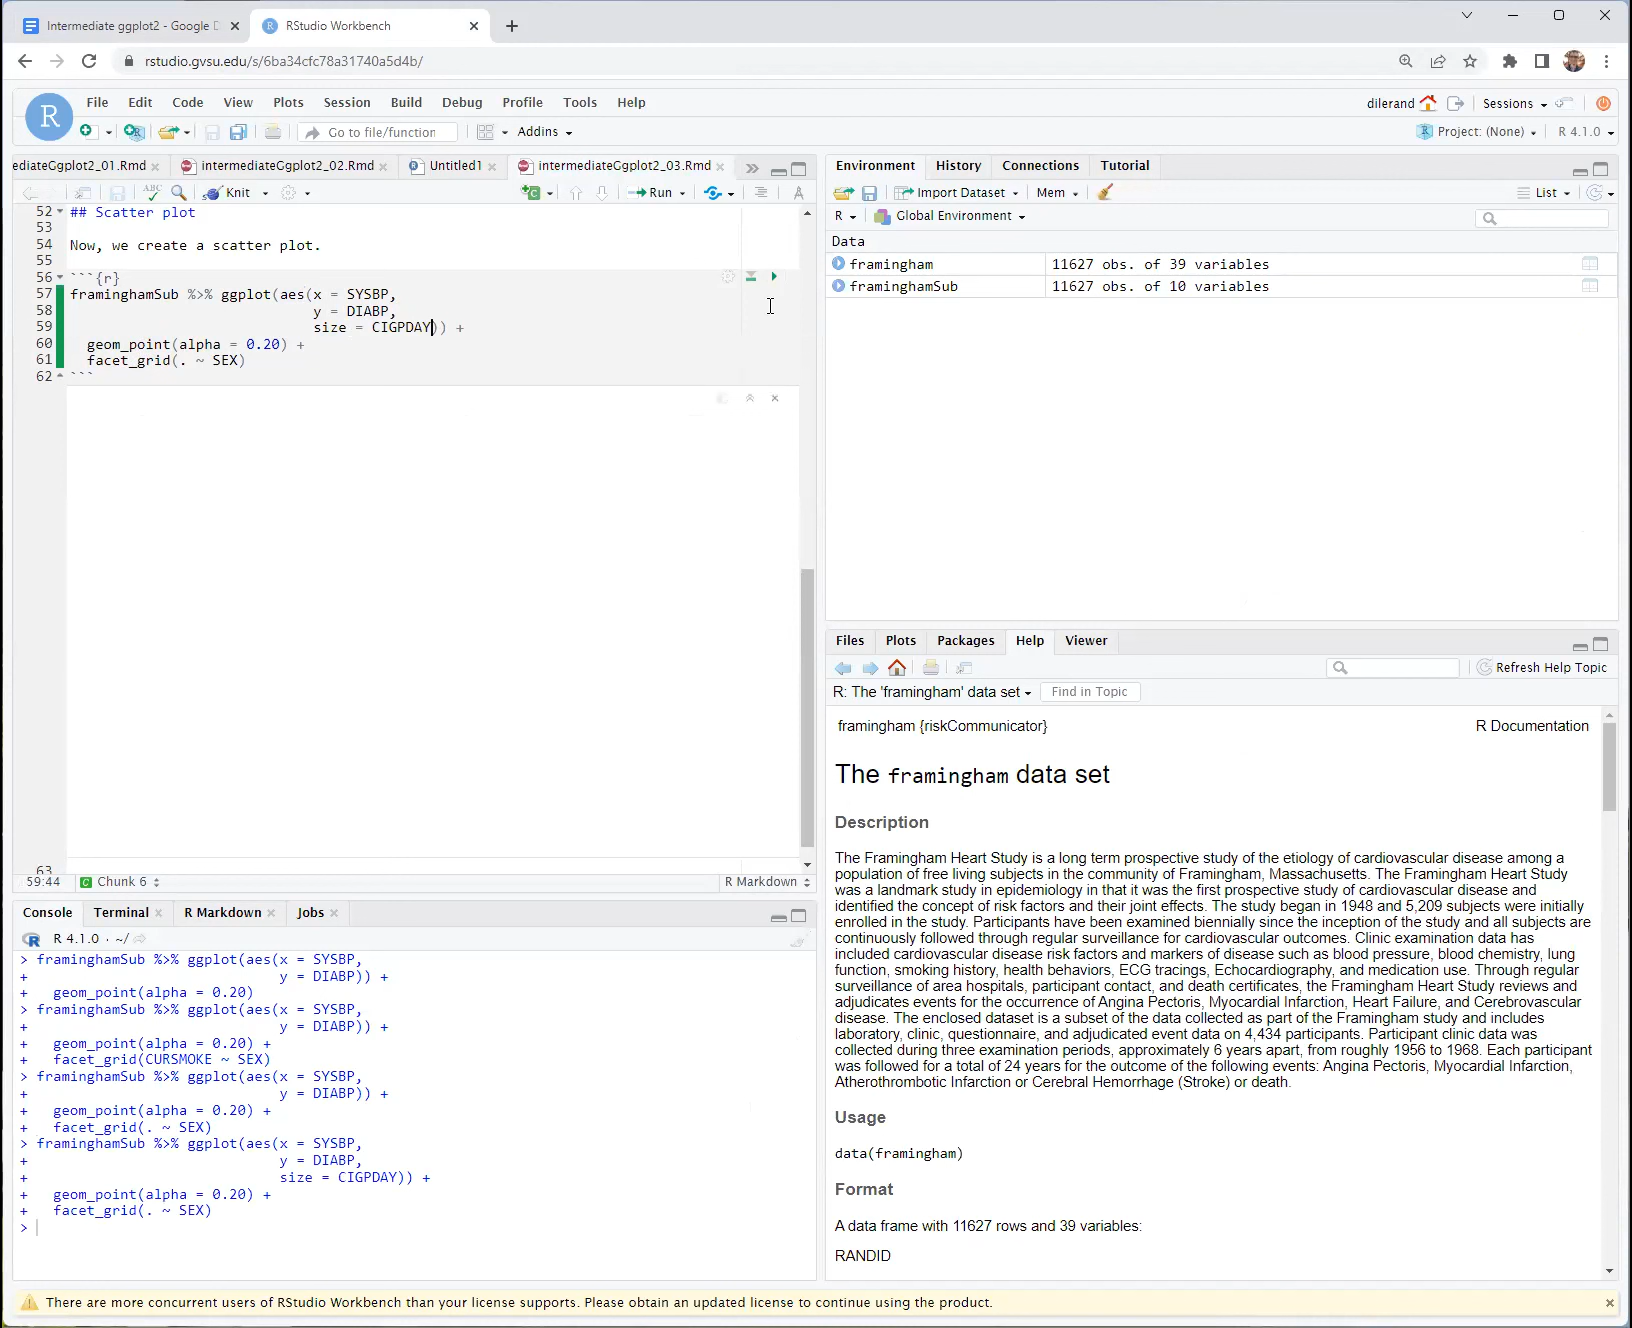 Intermediate ggplot2 - Google D
RStudio Workbench
rstudio.gvsu.edu/s/6ba34cfc78a31740a5d4b/
R
File Edit Code View Plots Session Build Debug Profile Tools Help
dilerand Sessions
Go to file/function Addins
Project: (None) R 4.1.0
ediateGgplot2_01.Rmd intermediateGgplot2_02.Rmd Untitled1 intermediateGgplot2_03.Rmd
ABC Knit Run
52 ## Scatter plot
53
54 Now, we create a scatter plot.
55
56 ```{r}
57 framinghamSub %>% ggplot(aes(x = SYSBP,
58 y = DIABP,
59 size = CIGPDAY)) +
60 geom_point(alpha = 0.20) +
61 facet_grid(. ~ SEX)
62 ```
63
59:44 Chunk 6 R Markdown
Console Terminal R Markdown Jobs
R 4.1.0 · ~/
> framinghamSub %>% ggplot(aes(x = SYSBP,
+ y = DIABP)) +
+ geom_point(alpha = 0.20)
> framinghamSub %>% ggplot(aes(x = SYSBP,
+ y = DIABP)) +
+ geom_point(alpha = 0.20) +
+ facet_grid(CURSMOKE ~ SEX)
> framinghamSub %>% ggplot(aes(x = SYSBP,
+ y = DIABP)) +
+ geom_point(alpha = 0.20) +
+ facet_grid(. ~ SEX)
> framinghamSub %>% ggplot(aes(x = SYSBP,
+ y = DIABP,
+ size = CIGPDAY)) +
+ geom_point(alpha = 0.20) +
+ facet_grid(. ~ SEX)
>
Environment History Connections Tutorial
Import Dataset Mem List
R Global Environment
Data
framingham 11627 obs. of 39 variables
framinghamSub 11627 obs. of 10 variables
Files Plots Packages Help Viewer
Refresh Help Topic
R: The 'framingham' data set Find in Topic
framingham {riskCommunicator} R Documentation
The framingham data set
Description
The Framingham Heart Study is a long term prospective study of the etiology of cardiovascular disease among a
population of free living subjects in the community of Framingham, Massachusetts. The Framingham Heart Study
was a landmark study in epidemiology in that it was the first prospective study of cardiovascular disease and
identified the concept of risk factors and their joint effects. The study began in 1948 and 5,209 subjects were initially
enrolled in the study. Participants have been examined biennially since the inception of the study and all subjects are
continuously followed through regular surveillance for cardiovascular outcomes. Clinic examination data has
included cardiovascular disease risk factors and markers of disease such as blood pressure, blood chemistry, lung
function, smoking history, health behaviors, ECG tracings, Echocardiography, and medication use. Through regular
surveillance of area hospitals, participant contact, and death certificates, the Framingham Heart Study reviews and
adjudicates events for the occurrence of Angina Pectoris, Myocardial Infarction, Heart Failure, and Cerebrovascular
disease. The enclosed dataset is a subset of the data collected as part of the Framingham study and includes
laboratory, clinic, questionnaire, and adjudicated event data on 4,434 participants. Participant clinic data was
collected during three examination periods, approximately 6 years apart, from roughly 1956 to 1968. Each participant
was followed for a total of 24 years for the outcome of the following events: Angina Pectoris, Myocardial Infarction,
Atherothrombotic Infarction or Cerebral Hemorrhage (Stroke) or death.
Usage
data(framingham)
Format
A data frame with 11627 rows and 39 variables:
RANDID
There are more concurrent users of RStudio Workbench than your license supports. Please obtain an updated license to continue using the product.